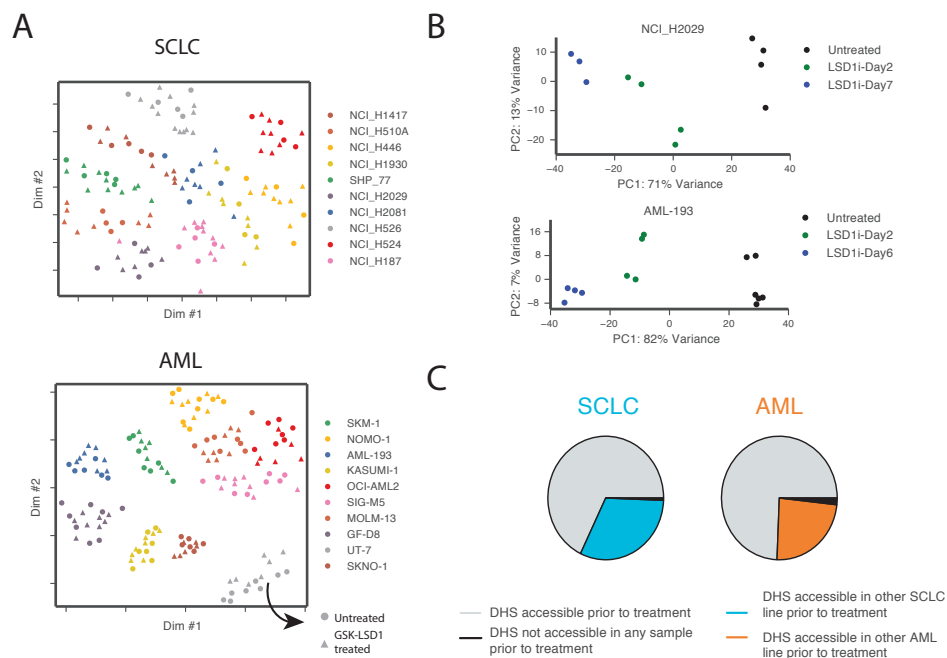 A
SCLC
Dim #2
Dim #1
NCI_H1417
NCI_H510A
NCI_H446
NCI_H1930
SHP_77
NCI_H2029
NCI_H2081
NCI_H526
NCI_H524
NCI_H187
AML
Dim #2
Dim #1
SKM-1
NOMO-1
AML-193
KASUMI-1
OCI-AML2
SIG-M5
MOLM-13
GF-D8
UT-7
SKNO-1
Untreated
GSK-LSD1
treated
B
NCI_H2029
PC2: 13% Variance
10
0
−10
−20
−40
−20
0
20
40
PC1: 71% Variance
Untreated
LSD1i-Day2
LSD1i-Day7
AML-193
PC2: 7% Variance
16
8
0
−8
−40
−20
0
20
40
PC1: 82% Variance
Untreated
LSD1i-Day2
LSD1i-Day6
C
SCLC
AML
DHS accessible prior to treatment
DHS not accessible in any sample
prior to treatment
DHS accessible in other SCLC
line prior to treatment
DHS accessible in other AML
line prior to treatment